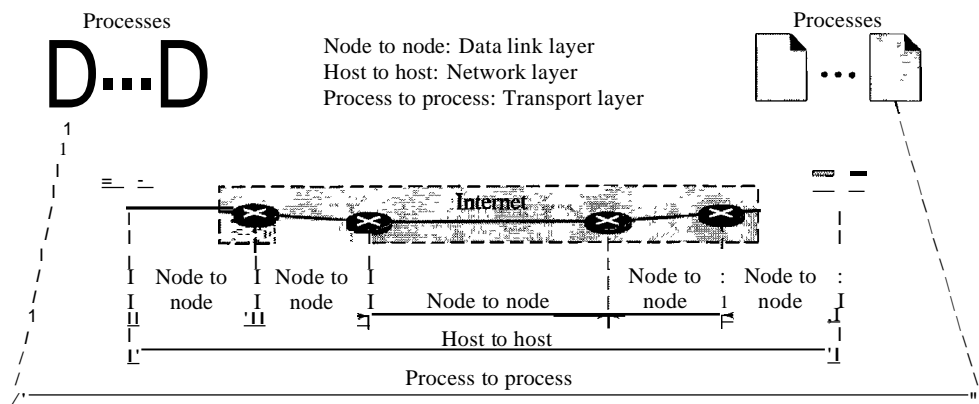 Processes
Processes
D...D
Node to node: Data link layer
Host to host: Network layer
Process to process: Transport layer
Internet
Node to
node
Node to
node
Node to node
Node to
node
Node to
node
Host to host
Process to process